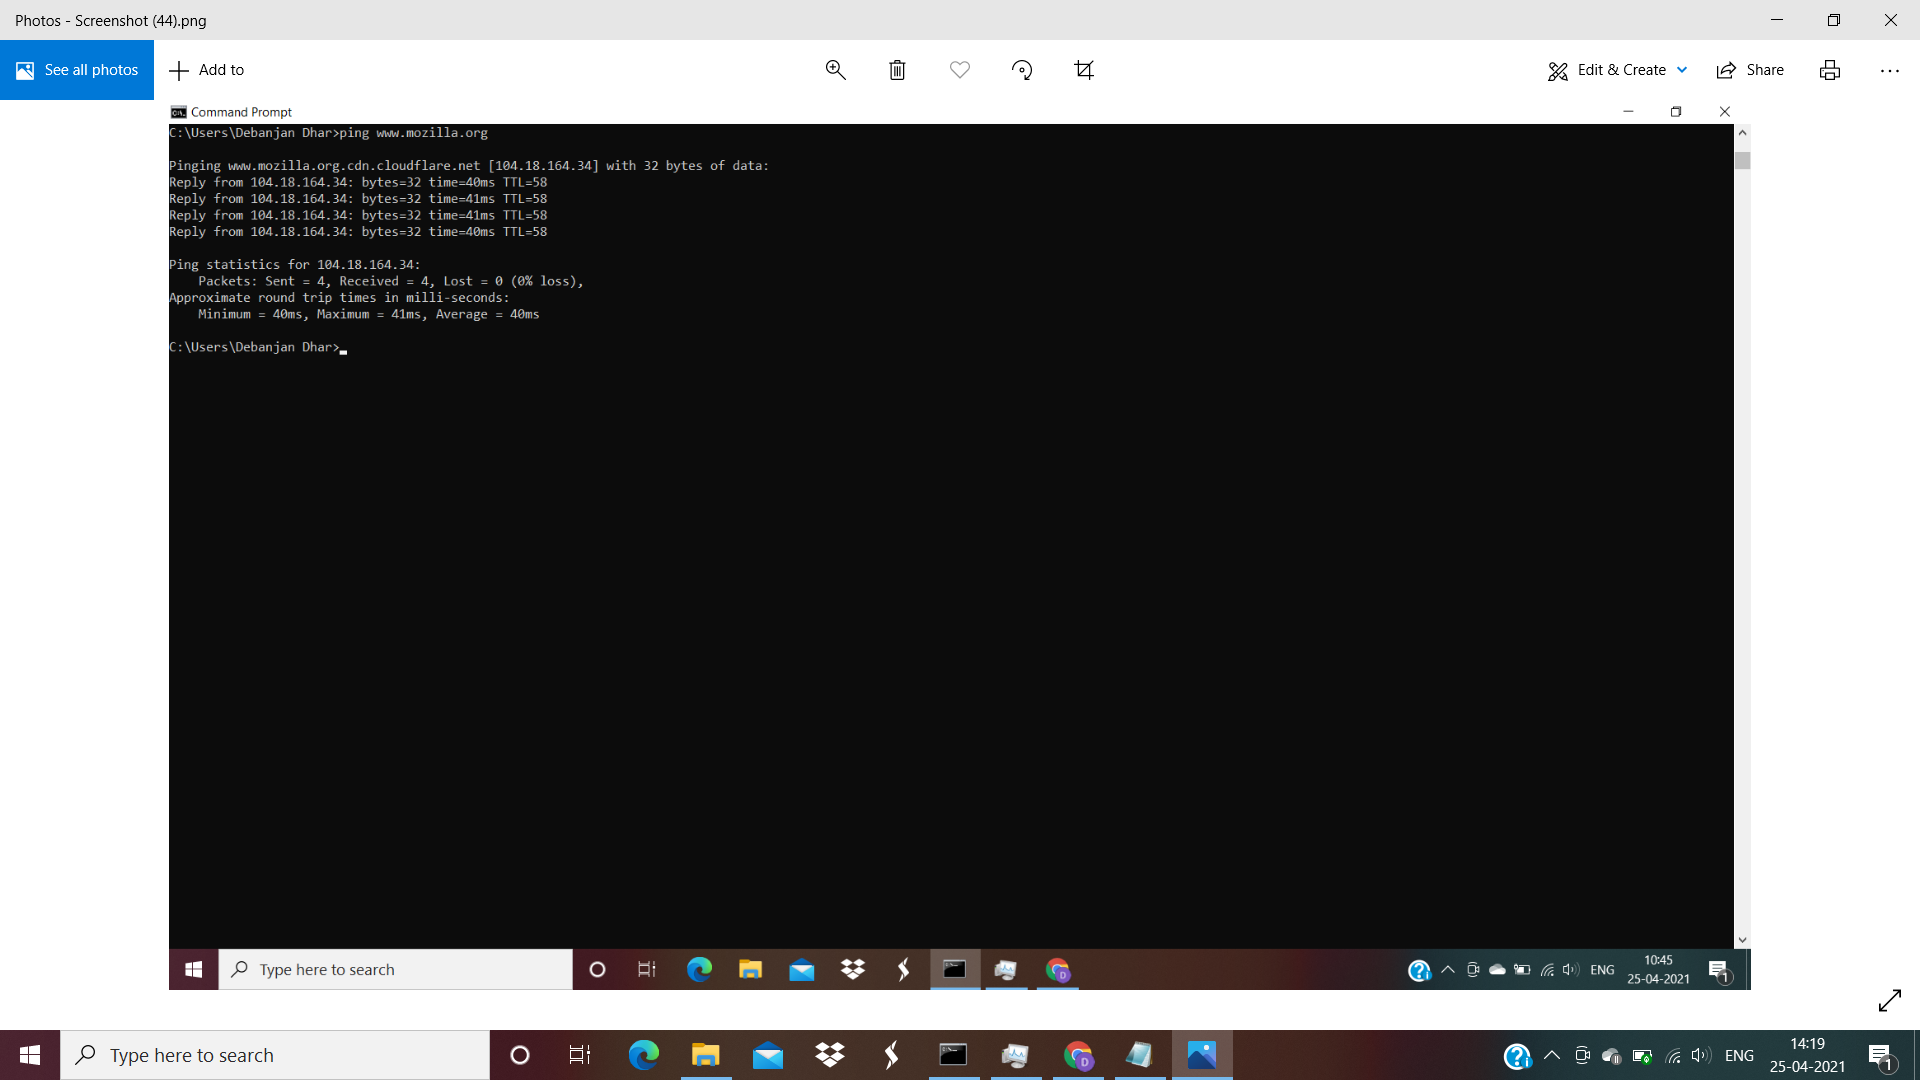 Photos - Screenshot (44).png
See all photos
Add to
Edit & Create
Share
Command Prompt
C:\Users\Debanjan Dhar>ping www.mozilla.org
Pinging www.mozilla.org.cdn.cloudflare.net [104.18.164.34] with 32 bytes of data:
Reply from 104.18.164.34: bytes=32 time=40ms TTL=58
Reply from 104.18.164.34: bytes=32 time=41ms TTL=58
Reply from 104.18.164.34: bytes=32 time=41ms TTL=58
Reply from 104.18.164.34: bytes=32 time=40ms TTL=58
Ping statistics for 104.18.164.34:
Packets: Sent = 4, Received = 4, Lost = 0 (0% loss),
Approximate round trip times in milli-seconds:
Minimum = 40ms, Maximum = 41ms, Average = 40ms
C:\Users\Debanjan Dhar>
Type here to search
D
ENG
10:45
25-04-2021
1
Type here to search
D
ENG
14:19
25-04-2021
1